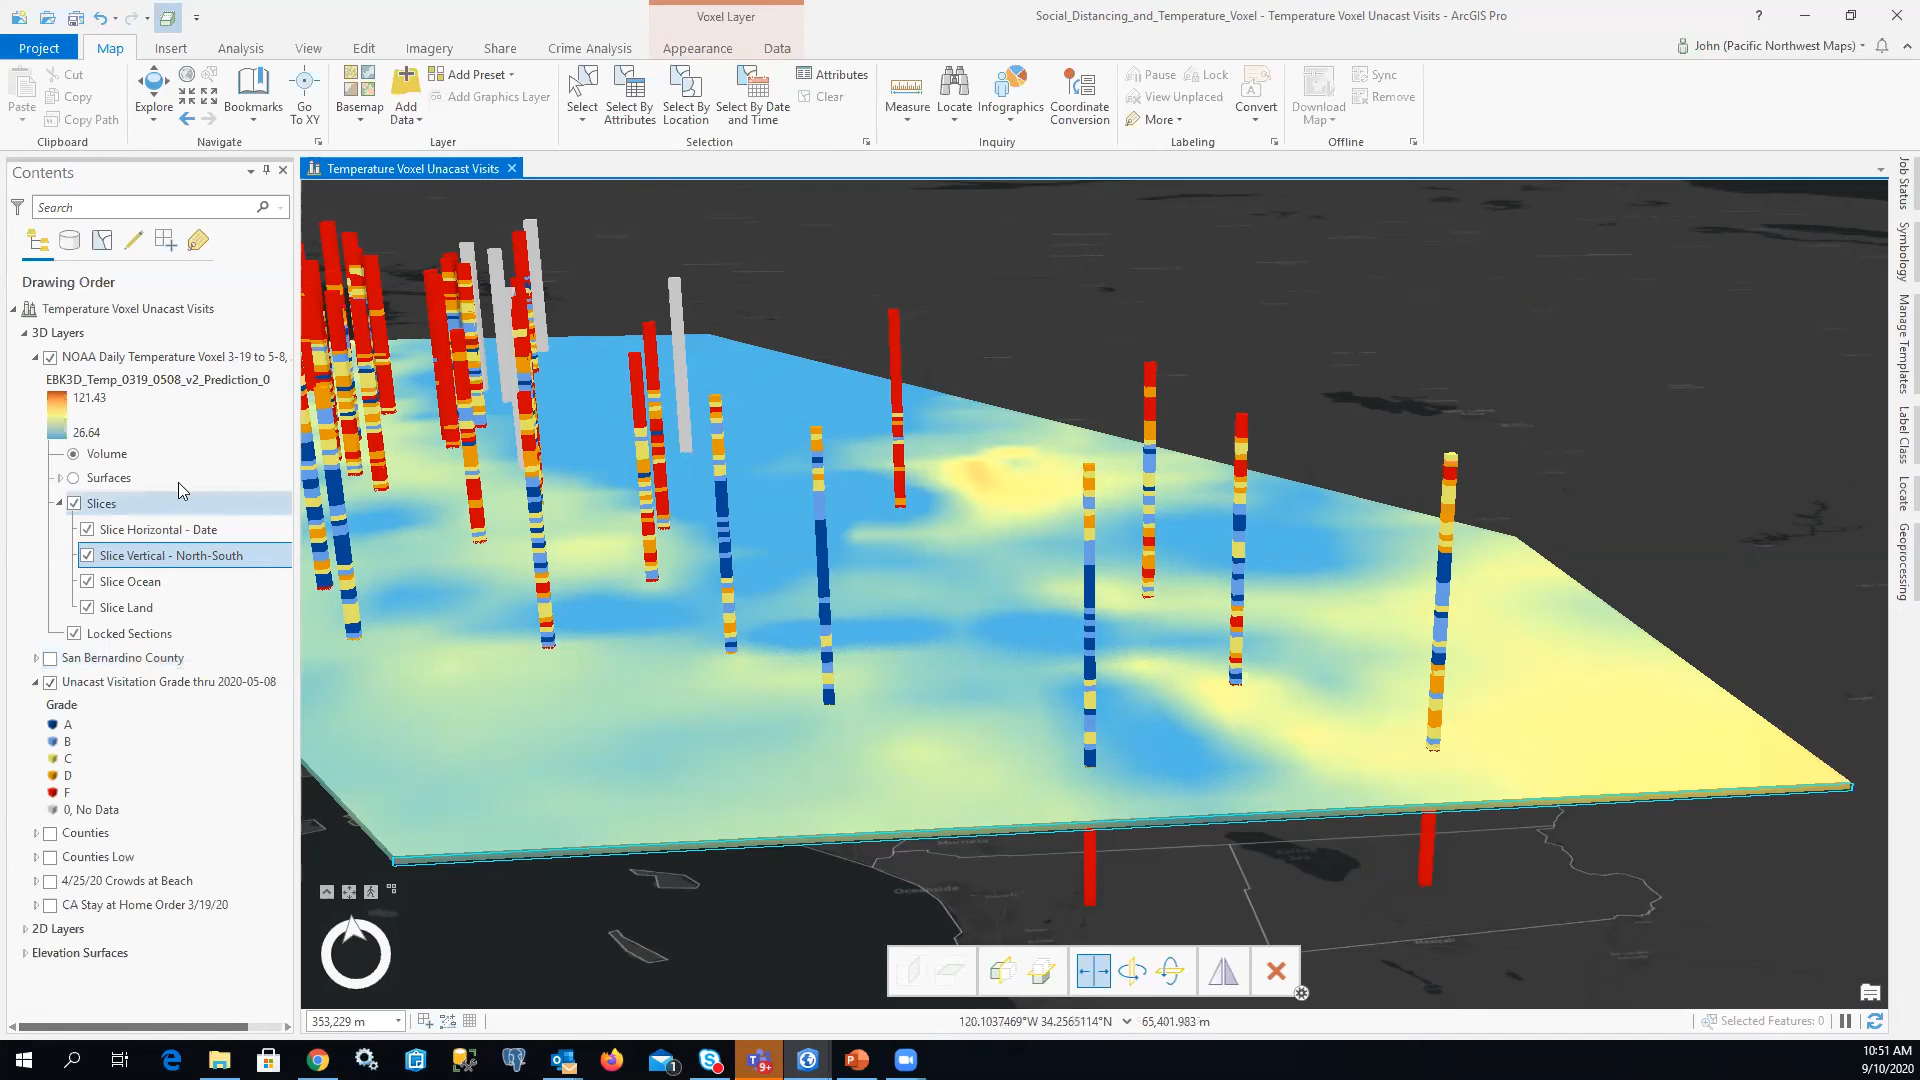 Voxel Layer
Social_Distancing_and_Temperature_Voxel - Temperature Voxel Unacast Visits - ArcGIS Pro
?
Project
Map
Insert
Analysis
View
Edit
Imagery
Share
Crime Analysis
Appearance
Data
John (Pacific Northwest Maps)
Paste
Cut
Copy
Copy Path
Clipboard
Explore
Bookmarks
Go
To XY
Navigate
Basemap
Add
Data
Add Preset
Add Graphics Layer
Layer
Select
Select By
Attributes
Select By
Location
Select By Date
and Time
Attributes
Clear
Selection
Measure
Locate
Infographics
Coordinate
Conversion
Inquiry
Pause
Lock
View Unplaced
More
Convert
Labeling
Download
Map
Sync
Remove
Offline
Contents
Search
Drawing Order
Temperature Voxel Unacast Visits
3D Layers
NOAA Daily Temperature Voxel 3-19 to 5-8,
EBK3D_Temp_0319_0508_v2_Prediction_0
121.43
26.64
Volume
Surfaces
Slices
Slice Horizontal - Date
Slice Vertical - North-South
Slice Ocean
Slice Land
Locked Sections
San Bernardino County
Unacast Visitation Grade thru 2020-05-08
Grade
A
B
C
D
F
0, No Data
Counties
Counties Low
4/25/20 Crowds at Beach
CA Stay at Home Order 3/19/20
2D Layers
Elevation Surfaces
Temperature Voxel Unacast Visits
Oceanside
353,229 m
120.1037469°W 34.2565114°N
65,401.983 m
Selected Features: 0
Job Status
Symbology
Manage Templates
Label Class
Locate
Geoprocessing
1
9+
10:51 AM
9/10/2020